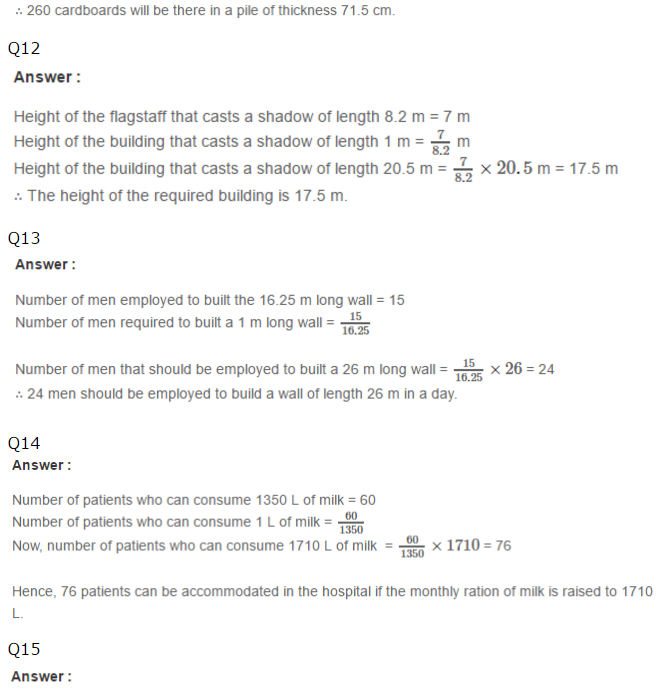 ∴ 260 cardboards will be there in a pile of thickness 71.5 cm.
Q12
Answer :
Height of the flagstaff that casts a shadow of length 8.2 m = 7 m
Height of the building that casts a shadow of length 1 m = 7/8.2 m
Height of the building that casts a shadow of length 20.5 m = 7/8.2 × 20.5 m = 17.5 m
∴ The height of the required building is 17.5 m.
Q13
Answer :
Number of men employed to built the 16.25 m long wall = 15
Number of men required to built a 1 m long wall = 15/16.25
Number of men that should be employed to built a 26 m long wall = 15/16.25 × 26 = 24
∴ 24 men should be employed to build a wall of length 26 m in a day.
Q14
Answer :
Number of patients who can consume 1350 L of milk = 60
Number of patients who can consume 1 L of milk = 60/1350
Now, number of patients who can consume 1710 L of milk = 60/1350 × 1710 = 76
Hence, 76 patients can be accommodated in the hospital if the monthly ration of milk is raised to 1710
L.
Q15
Answer :